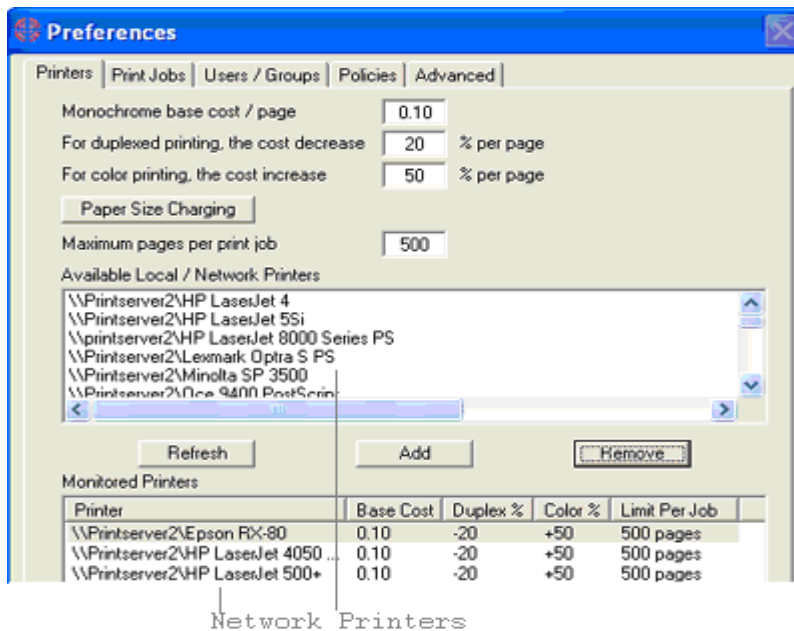 Preferences
Printers Print Jobs Users / Groups Policies Advanced
Monochrome base cost / page 0.10
For duplexed printing, the cost decrease 20 % per page
For color printing, the cost increase 50 % per page
Paper Size Charging
Maximum pages per print job 500
Available Local / Network Printers
\\Printserver2\HP LaserJet 4
\\Printserver2\HP LaserJet 5Si
\\printserver2\HP LaserJet 8000 Series PS
\\Printserver2\Lexmark Optra S PS
\\Printserver2\Minolta SP 3500
\\Printserver2\Oce 9400 PostScript
Refresh Add Remove
Monitored Printers
Printer Base Cost Duplex % Color % Limit Per Job
\\Printserver2\Epson RX-80 0.10 -20 +50 500 pages
\\Printserver2\HP LaserJet 4050 ... 0.10 -20 +50 500 pages
\\Printserver2\HP LaserJet 500+ 0.10 -20 +50 500 pages
Network Printers